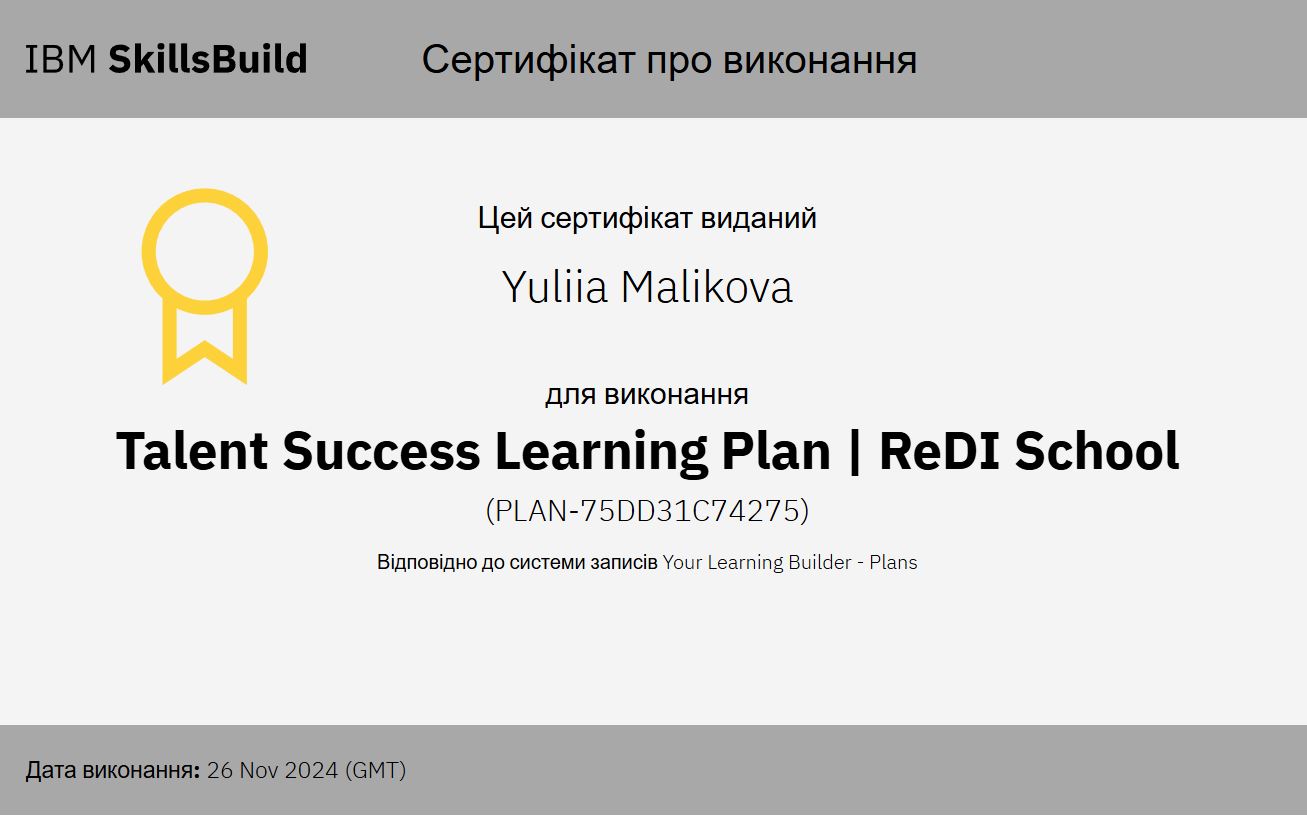 IBM SkillsBuild
Сертифікат про виконання
Цей сертифікат виданий
Yuliia Malikova
для виконання
Talent Success Learning Plan | ReDI School
(PLAN-75DD31C74275)
Відповідно до системи записів Your Learning Builder - Plans
Дата виконання: 26 Nov 2024 (GMT)